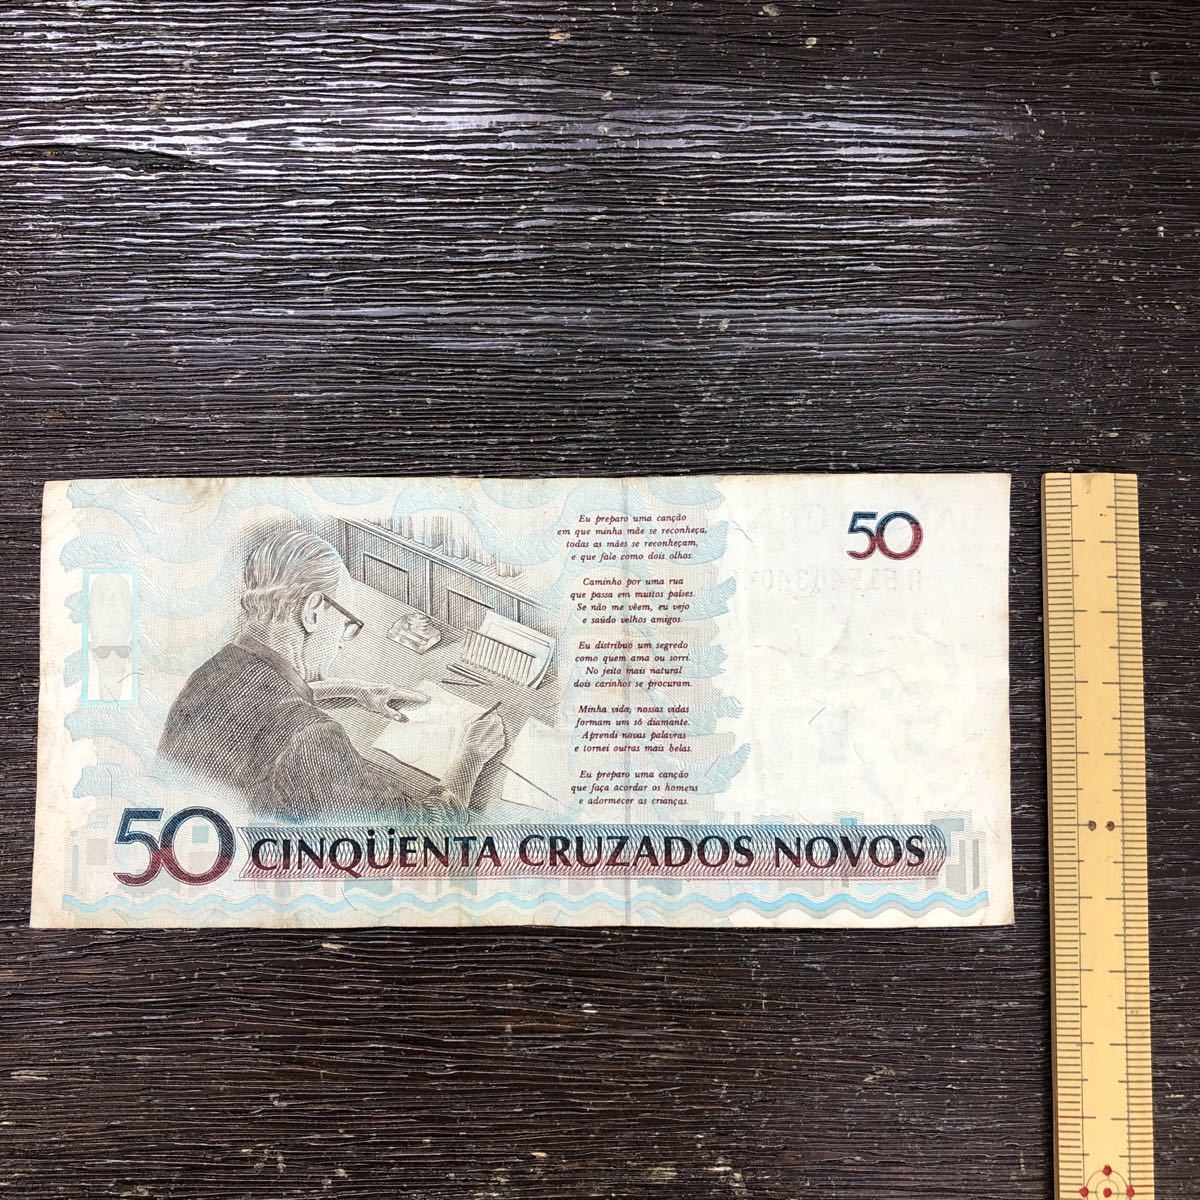 50
Eu preparo uma canção
em que minha mãe se reconheça,
todas as mães se reconheçam,
e que fale como dois olhos.
Caminho por uma rua
que passa em muitos países.
Se não me vêem, eu vejo
e saúdo velhos amigos.
Eu distribuo um segredo
como quem ama ou sorri.
No jeito mais natural
dois carinhos se procuram.
Minha vida, nossas vidas
formam um só diamante.
Aprendi novas palavras
e tornei outras mais belas.
Eu preparo uma canção
que faça acordar os homens
e adormecer as crianças.
50 CINQÜENTA CRUZADOS NOVOS